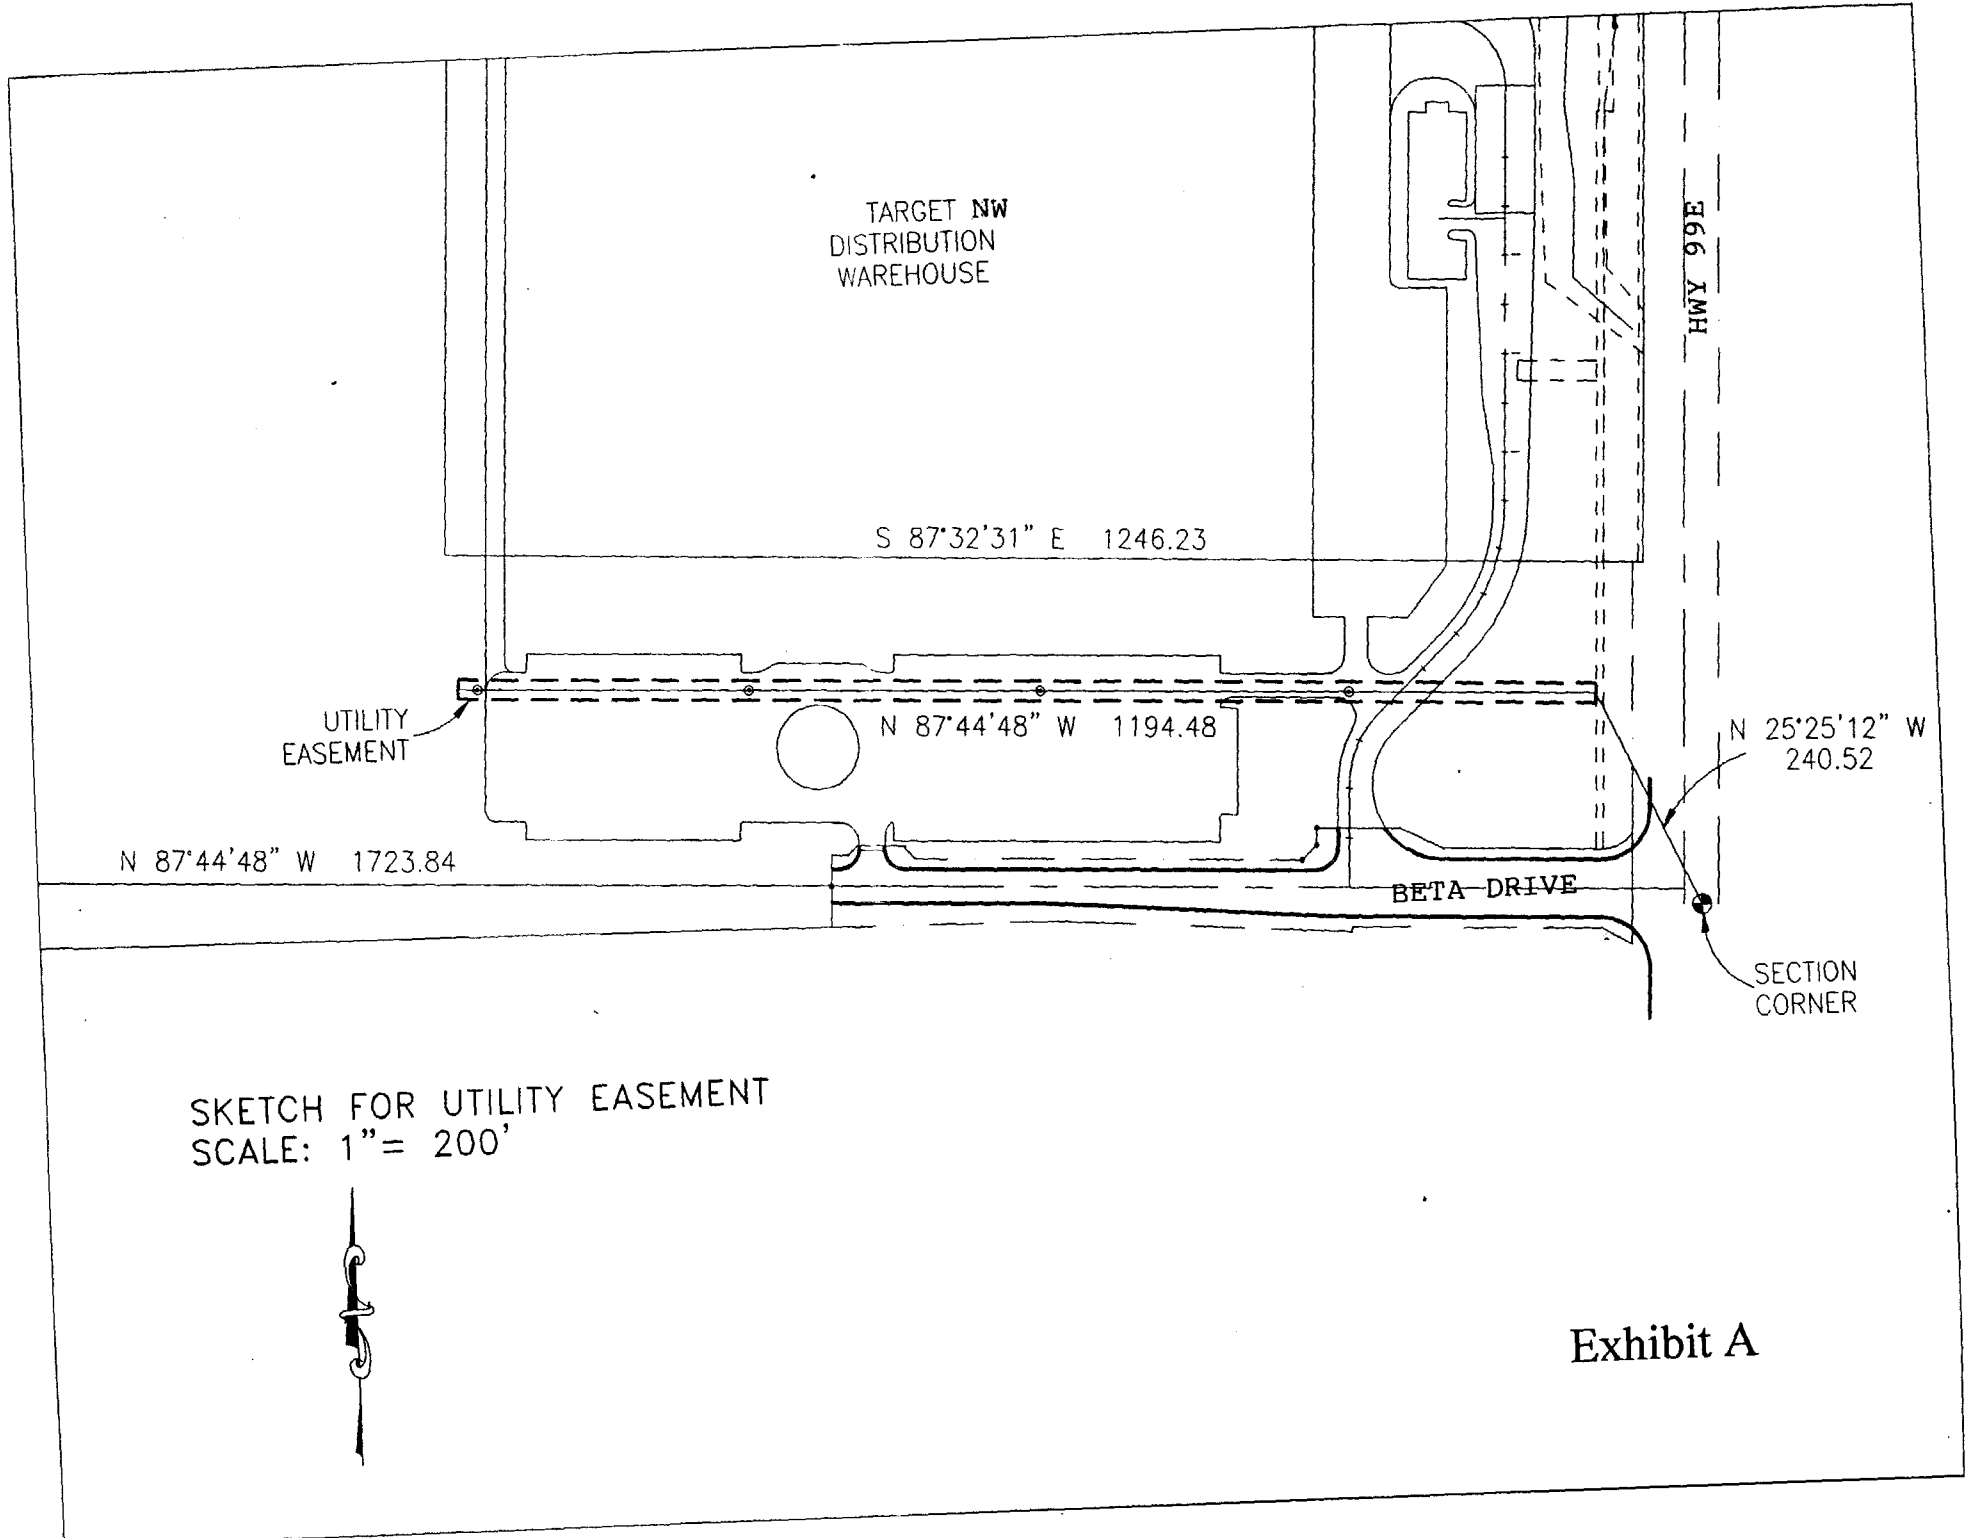 TARGET NW
DISTRIBUTION
WAREHOUSE
HWY 99E
S 87°32'31" E 1246.23
UTILITY
EASEMENT
N 87°44'48" W 1194.48
N 25°25'12" W
240.52
N 87°44'48" W 1723.84
BETA DRIVE
SECTION
CORNER
SKETCH FOR UTILITY EASEMENT
SCALE: 1"= 200'
Exhibit A